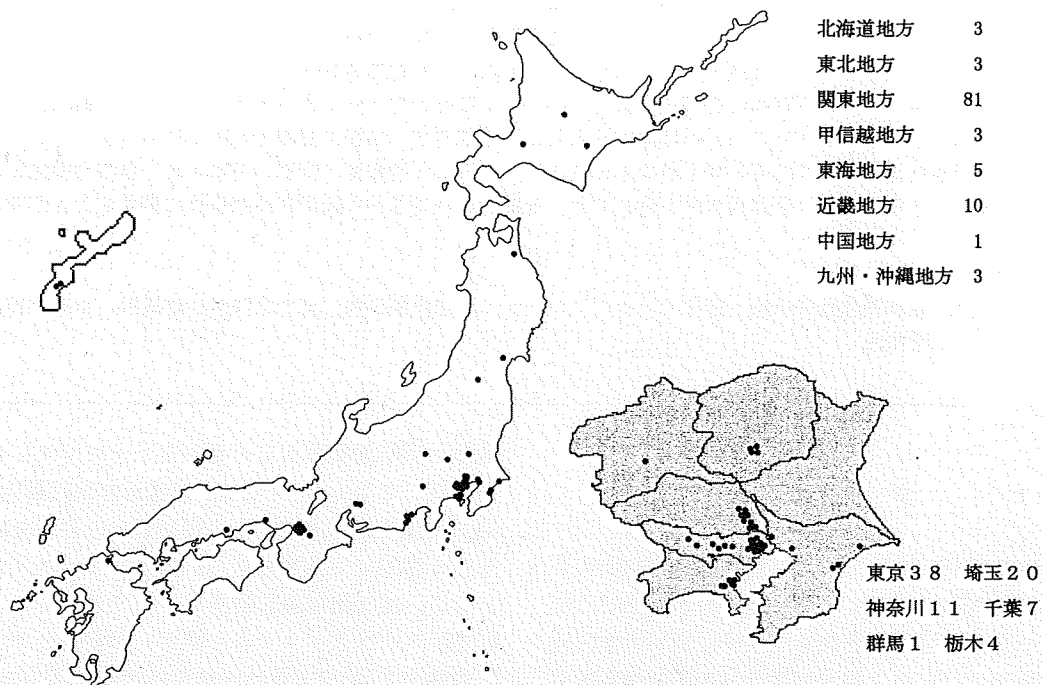 北海道地方 3
東北地方 3
関東地方 81
甲信越地方 3
東海地方 5
近畿地方 10
中国地方 1
九州・沖縄地方 3
東京38 埼玉20
神奈川11 千葉7
群馬1 栃木4